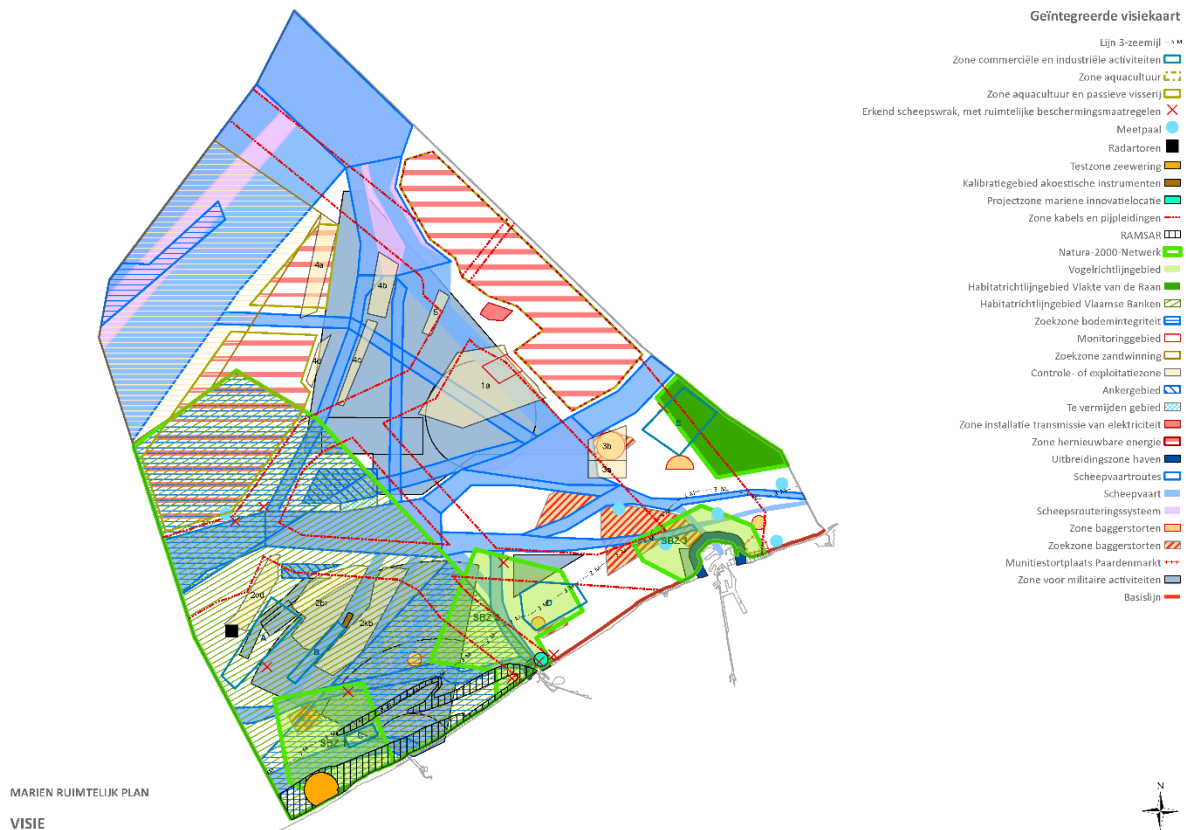 Geïntegreerde visiekaart
Lijn 3-zeemijl
Zone commerciële en industriële activiteiten
Zone aquacultuur
Zone aquacultuur en passieve visserij
Erkend scheepswrak, met ruimtelijke beschermingsmaatregelen
Meetpaal
Radartoren
Testzone zeewering
Kalibratiegebied akoestische instrumenten
Projectzone mariene innovatielocatie
Zone kabels en pijpleidingen
RAMSAR
Natura-2000-Netwerk
Vogelrichtlijngebied
Habitatrichtlijngebied Vlakte van de Raan
Habitatrichtlijngebied Vlaamse Banken
Zoekzone bodemintegriteit
Monitoringgebied
Zoekzone zandwinning
Controle- of exploitatiezone
Ankergebied
Te vermijden gebied
Zone installatie transmissie van elektriciteit
Zone hernieuwbare energie
Uitbreidingszone haven
Scheepvaartroutes
Scheepvaart
Scheepsrouteringssysteem
Zone baggerstorten
Zoekzone baggerstorten
Munitiestortplaats Paardenmarkt
Zone voor militaire activiteiten
Basislijn
4a
4b
5
4c
1a
E
3b
3a
3 M
SBZ 3
2br
2kb
A
B
D
SBZ 2
SBZ 1
C
N
MARIEN RUIMTELIJK PLAN
VISIE